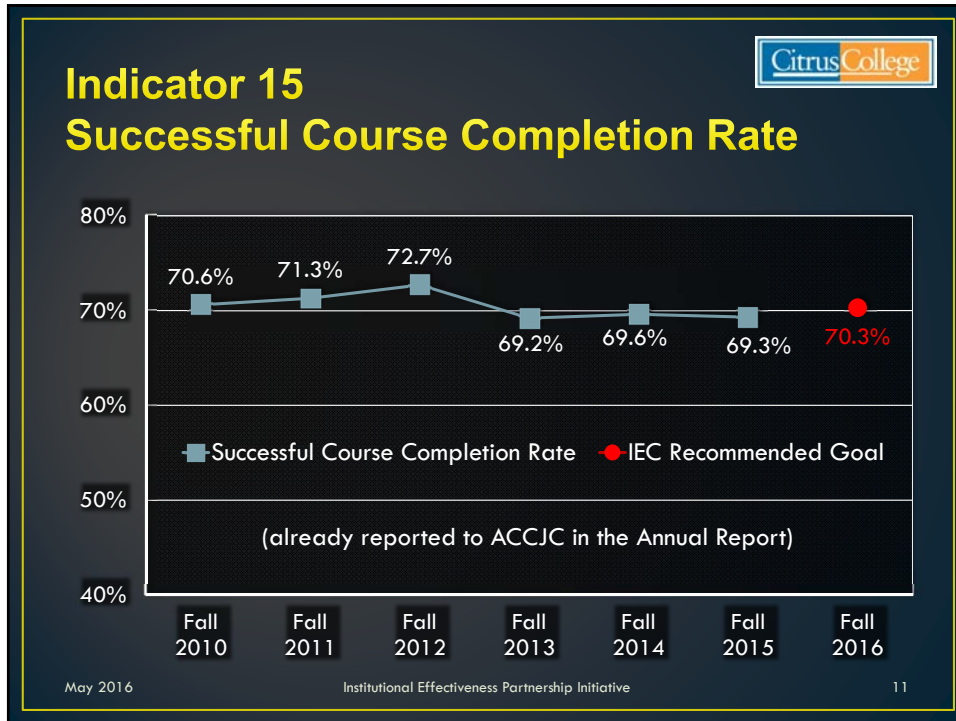 Citrus College
Indicator 15
Successful Course Completion Rate
80%
70%
60%
50%
40%
70.6%
71.3%
72.7%
69.2%
69.6%
69.3%
70.3%
Successful Course Completion Rate
IEC Recommended Goal
(already reported to ACCJC in the Annual Report)
Fall
2010
Fall
2011
Fall
2012
Fall
2013
Fall
2014
Fall
2015
Fall
2016
May 2016
Institutional Effectiveness Partnership Initiative
11